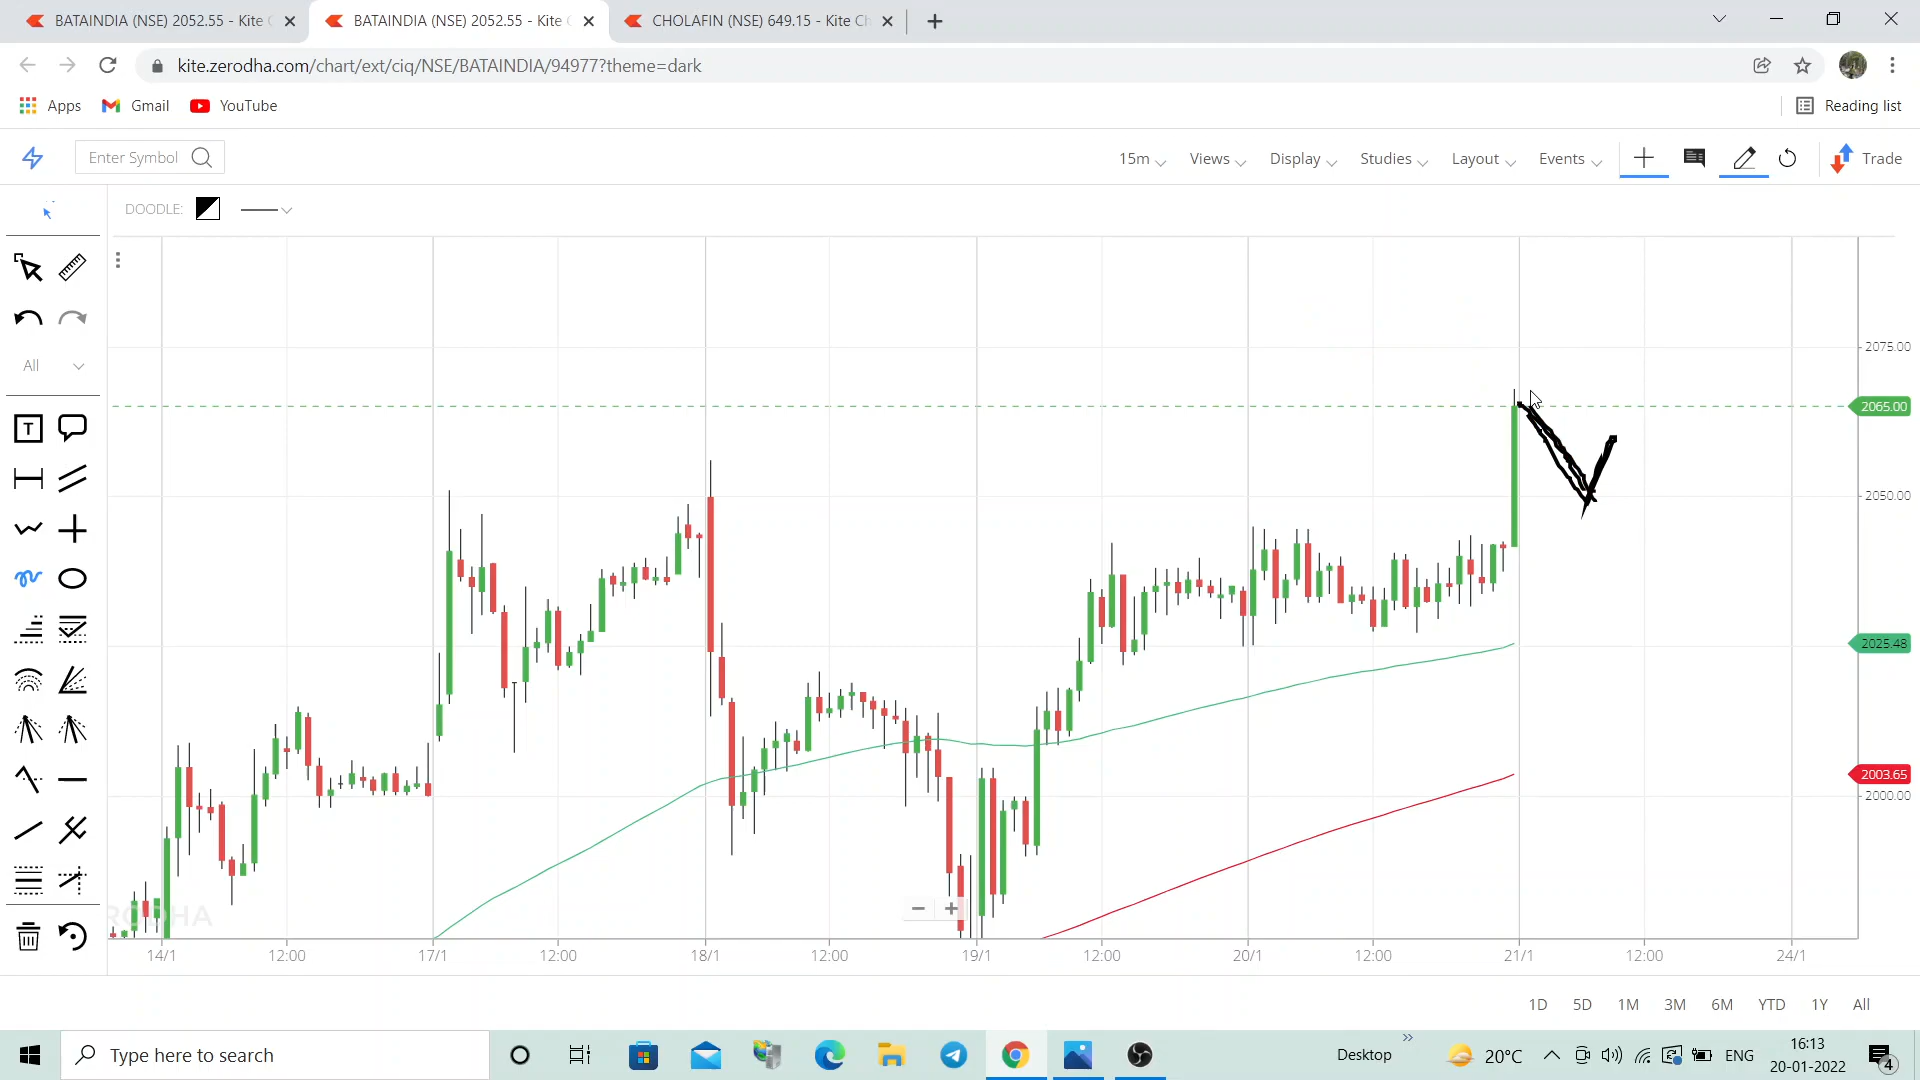 BATAINDIA (NSE) 2052.55 - Kite C
BATAINDIA (NSE) 2052.55 - Kite C
CHOLAFIN (NSE) 649.15 - Kite Ch
kite.zerodha.com/chart/ext/ciq/NSE/BATAINDIA/94977?theme=dark
Apps Gmail YouTube Reading list
Enter Symbol 15m Views Display Studies Layout Events Trade
DOODLE:
All
T
2075.00
2065.00
2050.00
2025.48
2003.65
2000.00
14/1 12:00 17/1 12:00 18/1 12:00 19/1 12:00 20/1 12:00 21/1 12:00 24/1
1D 5D 1M 3M 6M YTD 1Y All
Type here to search Desktop 20°C ENG 16:13
20-01-2022 4